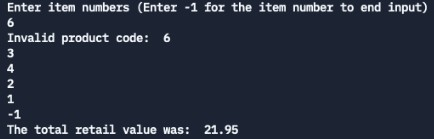 Enter item numbers (Enter -1 for the item number to end input)
6
Invalid product code:  6
3
4
2
1
-1
The total retail value was:  21.95